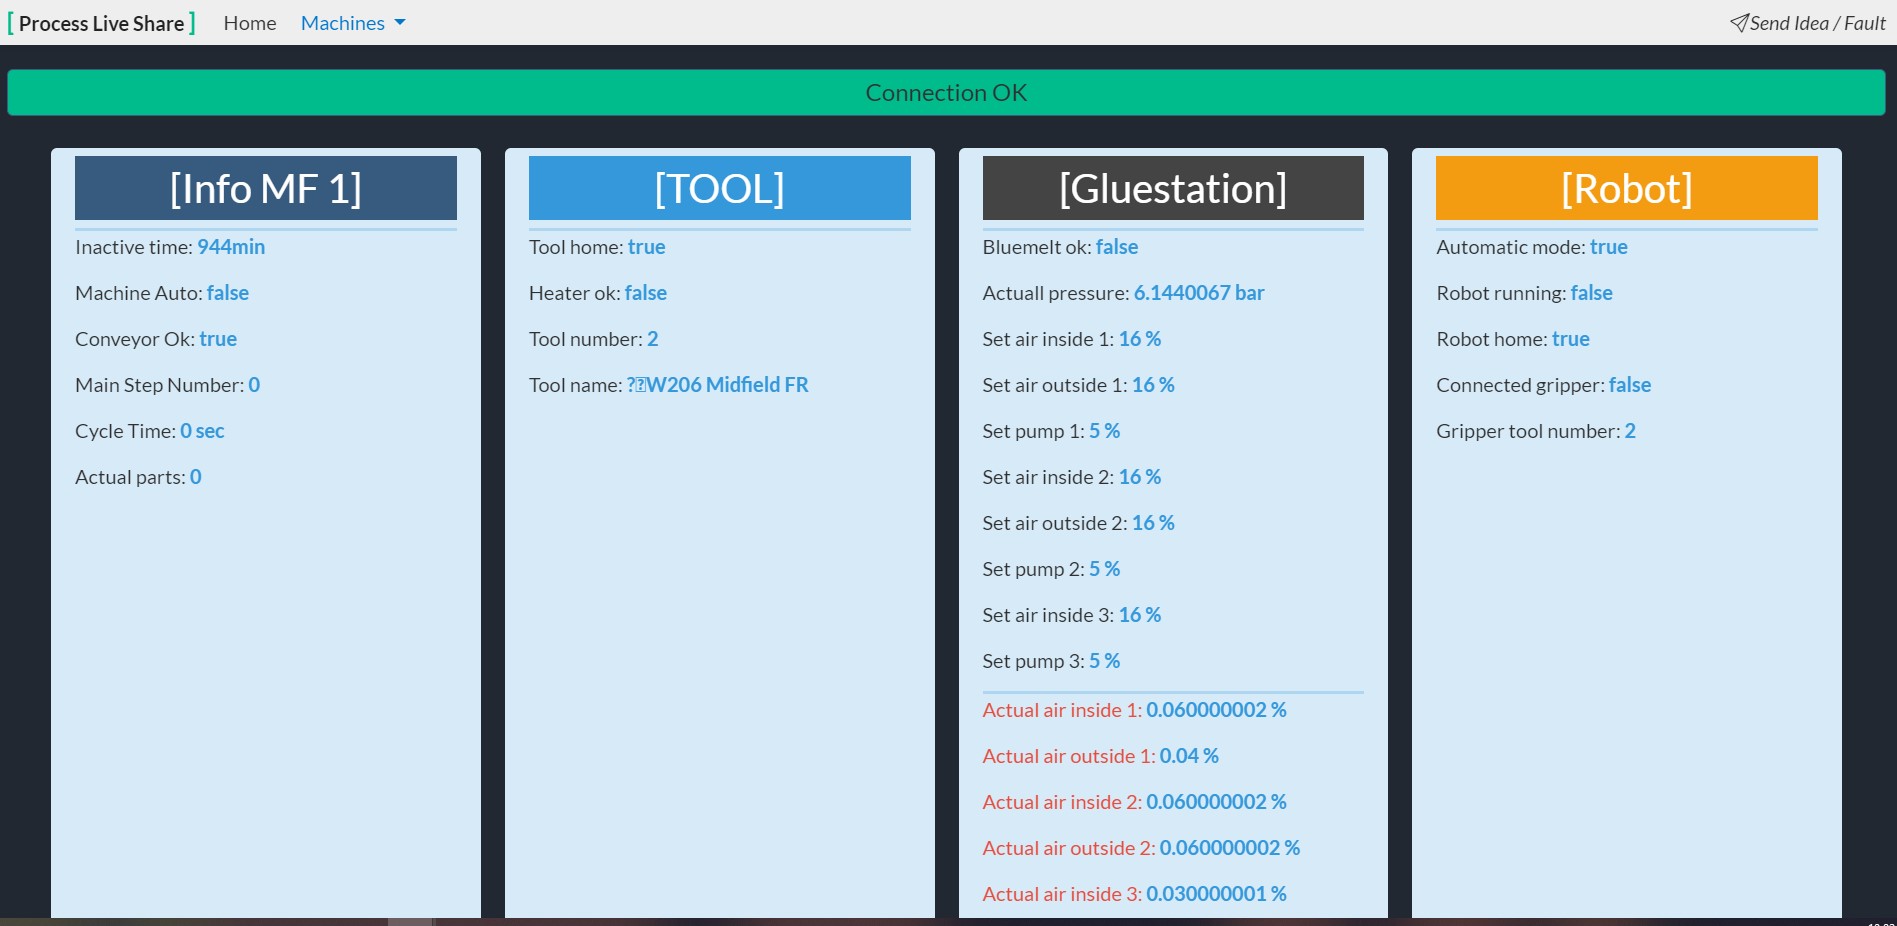 [ Process Live Share ] Home Machines Send Idea / Fault
Connection OK
[Info MF 1]
Inactive time: 944min
Machine Auto: false
Conveyor Ok: true
Main Step Number: 0
Cycle Time: 0 sec
Actual parts: 0
[TOOL]
Tool home: true
Heater ok: false
Tool number: 2
Tool name: ?W206 Midfield FR
[Gluestation]
Bluemelt ok: false
Actuall pressure: 6.1440067 bar
Set air inside 1: 16 %
Set air outside 1: 16 %
Set pump 1: 5 %
Set air inside 2: 16 %
Set air outside 2: 16 %
Set pump 2: 5 %
Set air inside 3: 16 %
Set pump 3: 5 %
Actual air inside 1: 0.060000002 %
Actual air outside 1: 0.04 %
Actual air inside 2: 0.060000002 %
Actual air outside 2: 0.060000002 %
Actual air inside 3: 0.030000001 %
[Robot]
Automatic mode: true
Robot running: false
Robot home: true
Connected gripper: false
Gripper tool number: 2